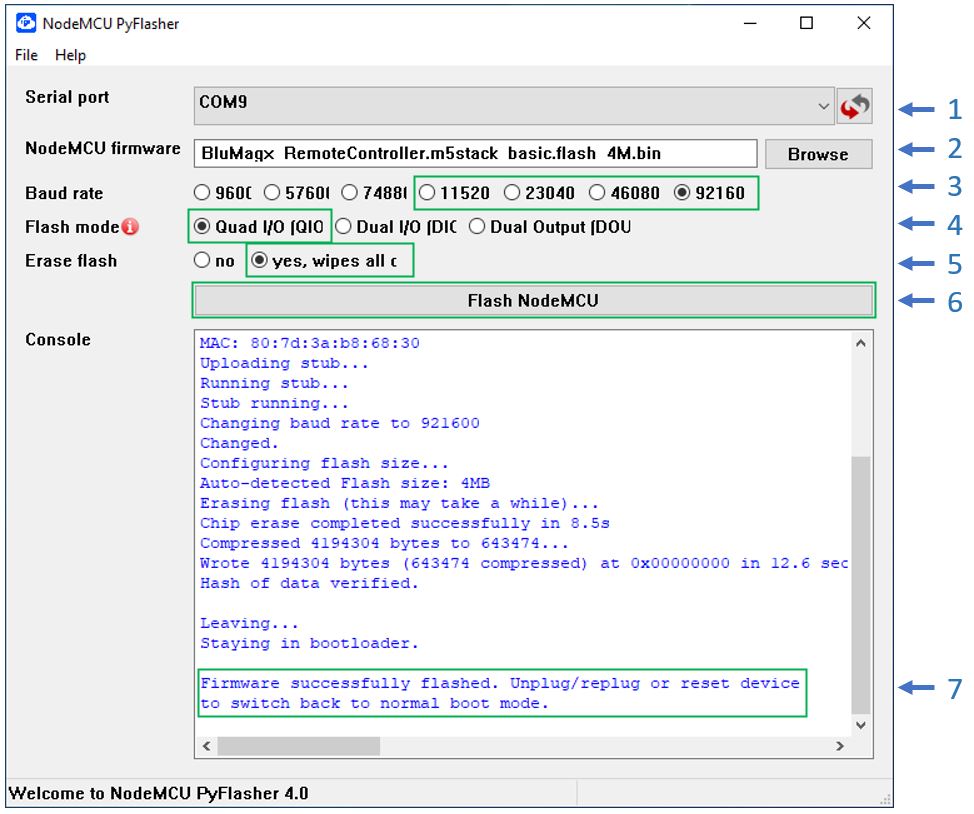 NodeMCU PyFlasher
File Help
Serial port COM9 1
NodeMCU firmware BluMagx RemoteController.m5stack basic.flash 4M.bin Browse 2
Baud rate 9600 57600 74880 11520 23040 46080 92160 3
Flash mode Quad I/O (QIO Dual I/O (DIO Dual Output (DOU 4
Erase flash no yes, wipes all d 5
Flash NodeMCU 6
Console
MAC: 80:7d:3a:b8:68:30
Uploading stub...
Running stub...
Stub running...
Changing baud rate to 921600
Changed.
Configuring flash size...
Auto-detected Flash size: 4MB
Erasing flash (this may take a while)...
Chip erase completed successfully in 8.5s
Compressed 4194304 bytes to 643474...
Wrote 4194304 bytes (643474 compressed) at 0x00000000 in 12.6 sec
Hash of data verified.
Leaving...
Staying in bootloader.
Firmware successfully flashed. Unplug/replug or reset device 7
to switch back to normal boot mode.
Welcome to NodeMCU PyFlasher 4.0